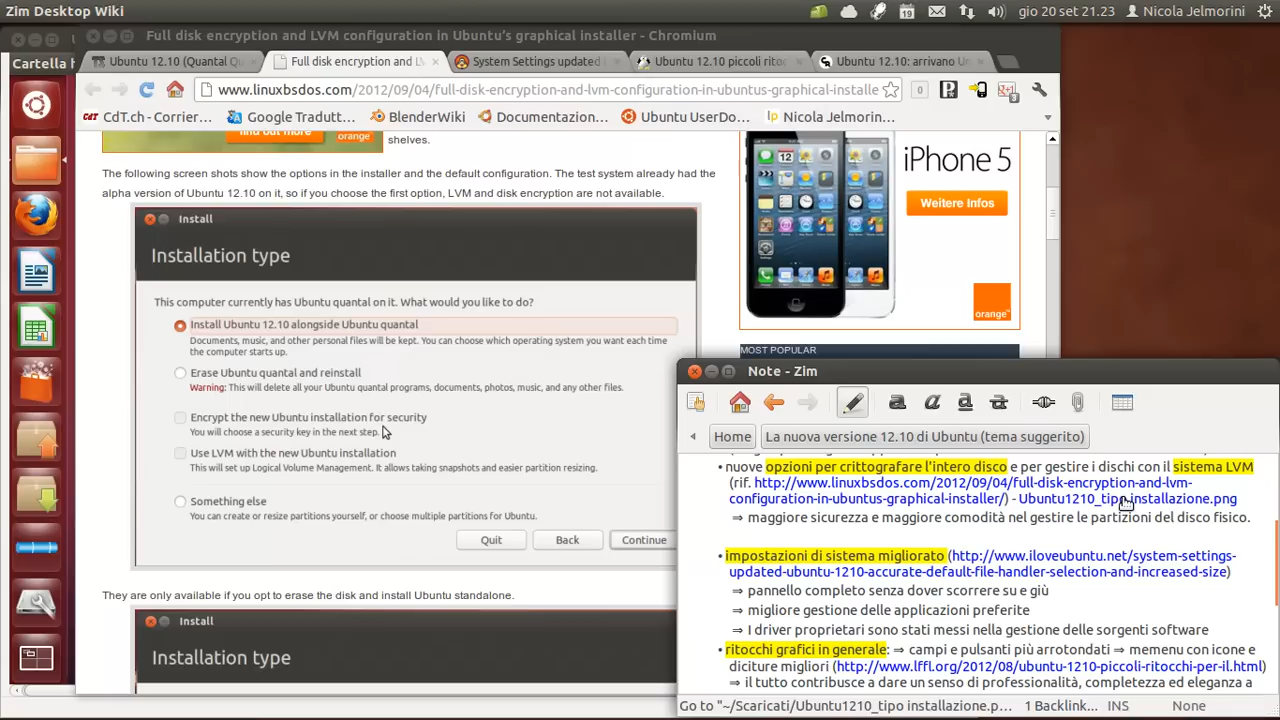 Zim Desktop Wiki
19
gio 20 set 21.23
Nicola Jelmorini
Full disk encryption and LVM configuration in Ubuntu's graphical installer - Chromium
Cartella
Ubuntu 12.10 (Quantal Qu
Full disk encryption and LV
System Settings updated
Ubuntu 12.10 piccoli ritoc
Ubuntu 12.10: arrivano Un
www.linuxbsdos.com/2012/09/04/full-disk-encryption-and-lvm-configuration-in-ubuntus-graphical-installe
0
CAT CdT.ch - Corrier...
Google Tradutt...
BlenderWiki
Documentazion...
Ubuntu UserDo...
lp Nicola Jelmorin...
find out more
orange
shelves.
The following screen shots show the options in the installer and the default configuration. The test system already had the
alpha version of Ubuntu 12.10 on it, so if you choose the first option, LVM and disk encryption are not available.
Install
Installation type
This computer currently has Ubuntu quantal on it. What would you like to do?
Install Ubuntu 12.10 alongside Ubuntu quantal
Documents, music, and other personal files will be kept. You can choose which operating system you want each time
the computer starts up.
Erase Ubuntu quantal and reinstall
Warning: This will delete all your Ubuntu quantal programs, documents, photos, music, and any other files.
Encrypt the new Ubuntu installation for security
You will choose a security key in the next step.
Use LVM with the new Ubuntu installation
This will set up Logical Volume Management. It allows taking snapshots and easier partition resizing.
Something else
You can create or resize partitions yourself, or choose multiple partitions for Ubuntu.
Quit
Back
Continue
They are only available if you opt to erase the disk and install Ubuntu standalone.
Install
Installation type
iPhone 5
Weitere Infos
orange™
MOST POPULAR
Note - Zim
Home
La nuova versione 12.10 di Ubuntu (tema suggerito)
• nuove opzioni per crittografare l'intero disco e per gestire i dischi con il sistema LVM
(rif. http://www.linuxbsdos.com/2012/09/04/full-disk-encryption-and-lvm-
configuration-in-ubuntus-graphical-installer/) - Ubuntu1210_tipo installazione.png
⇒ maggiore sicurezza e maggiore comodità nel gestire le partizioni del disco fisico.
• impostazioni di sistema migliorato (http://www.iloveubuntu.net/system-settings-
updated-ubuntu-1210-accurate-default-file-handler-selection-and-increased-size)
⇒ pannello completo senza dover scorrere su e giù
⇒ migliore gestione delle applicazioni preferite
⇒ I driver proprietari sono stati messi nella gestione delle sorgenti software
• ritocchi grafici in generale: ⇒ campi e pulsanti più arrotondati ⇒ memenu con icone e
diciture migliori (http://www.lffl.org/2012/08/ubuntu-1210-piccoli-ritocchi-per-il.html)
⇒ il tutto contribuisce a dare un senso di professionalità, completezza ed eleganza a
Go to "~/Scaricati/Ubuntu1210_tipo installazione.p...
1 Backlink...
INS
None